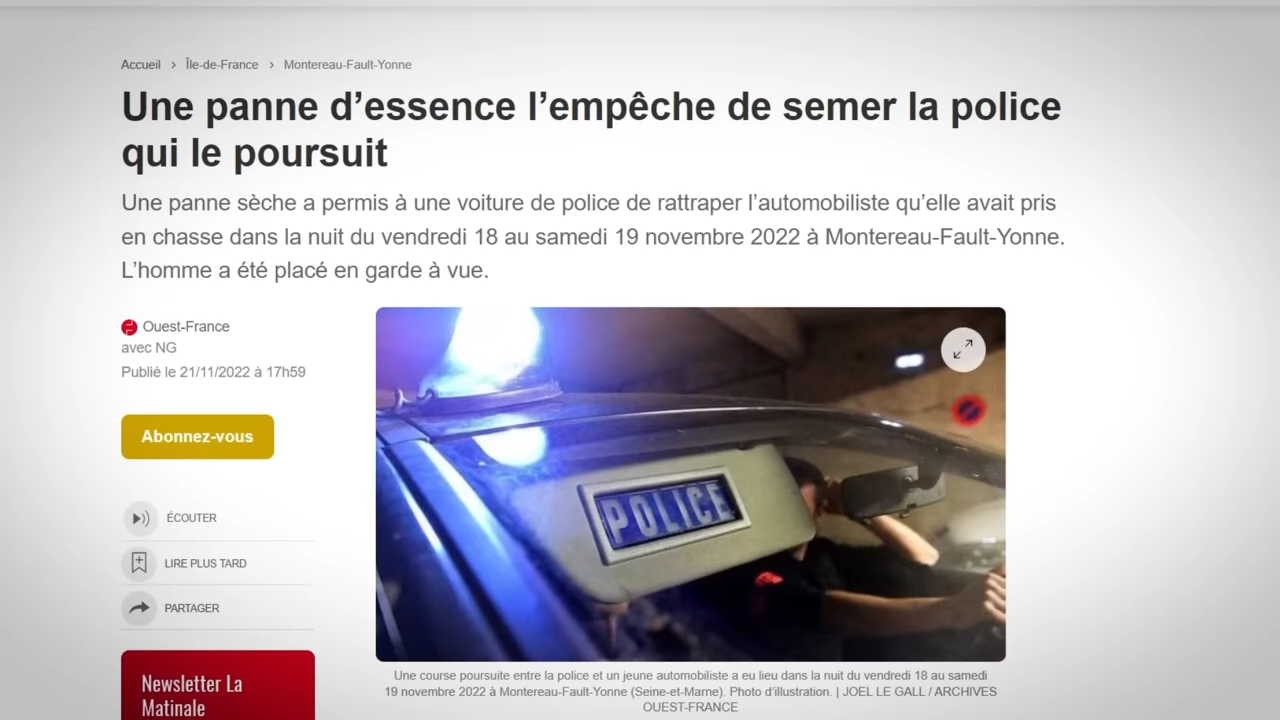 Accueil > Île-de-France > Montereau-Fault-Yonne
Une panne d’essence l’empêche de semer la police
qui le poursuit
Une panne sèche a permis à une voiture de police de rattraper l’automobiliste qu’elle avait pris
en chasse dans la nuit du vendredi 18 au samedi 19 novembre 2022 à Montereau-Fault-Yonne.
L’homme a été placé en garde à vue.
Ouest-France
avec NG
Publié le 21/11/2022 à 17h59
Abonnez-vous
ÉCOUTER
LIRE PLUS TARD
PARTAGER
Newsletter La
Matinale
POLICE
Une course poursuite entre la police et un jeune automobiliste a eu lieu dans la nuit du vendredi 18 au samedi
19 novembre 2022 à Montereau-Fault-Yonne (Seine-et-Marne). Photo d’illustration. | JOEL LE GALL / ARCHIVES
OUEST-FRANCE